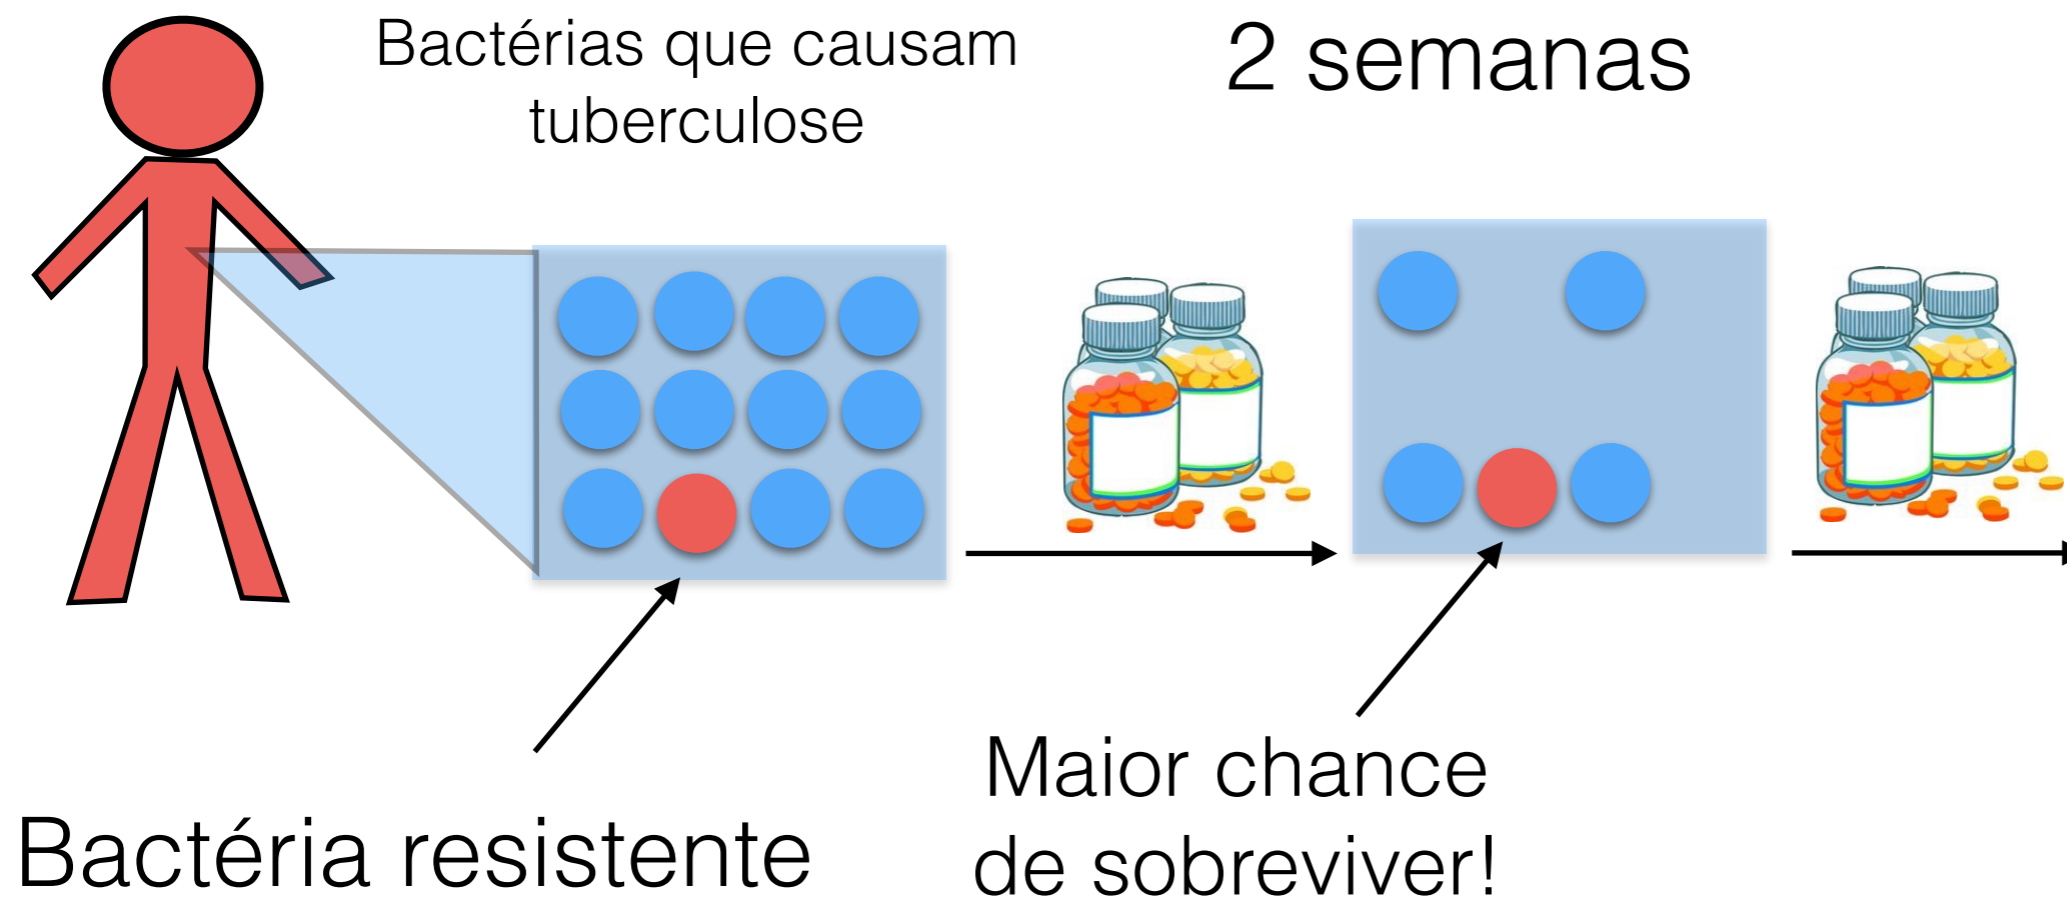 Bactérias que causam
tuberculose
2 semanas
Bactéria resistente
Maior chance
de sobreviver!